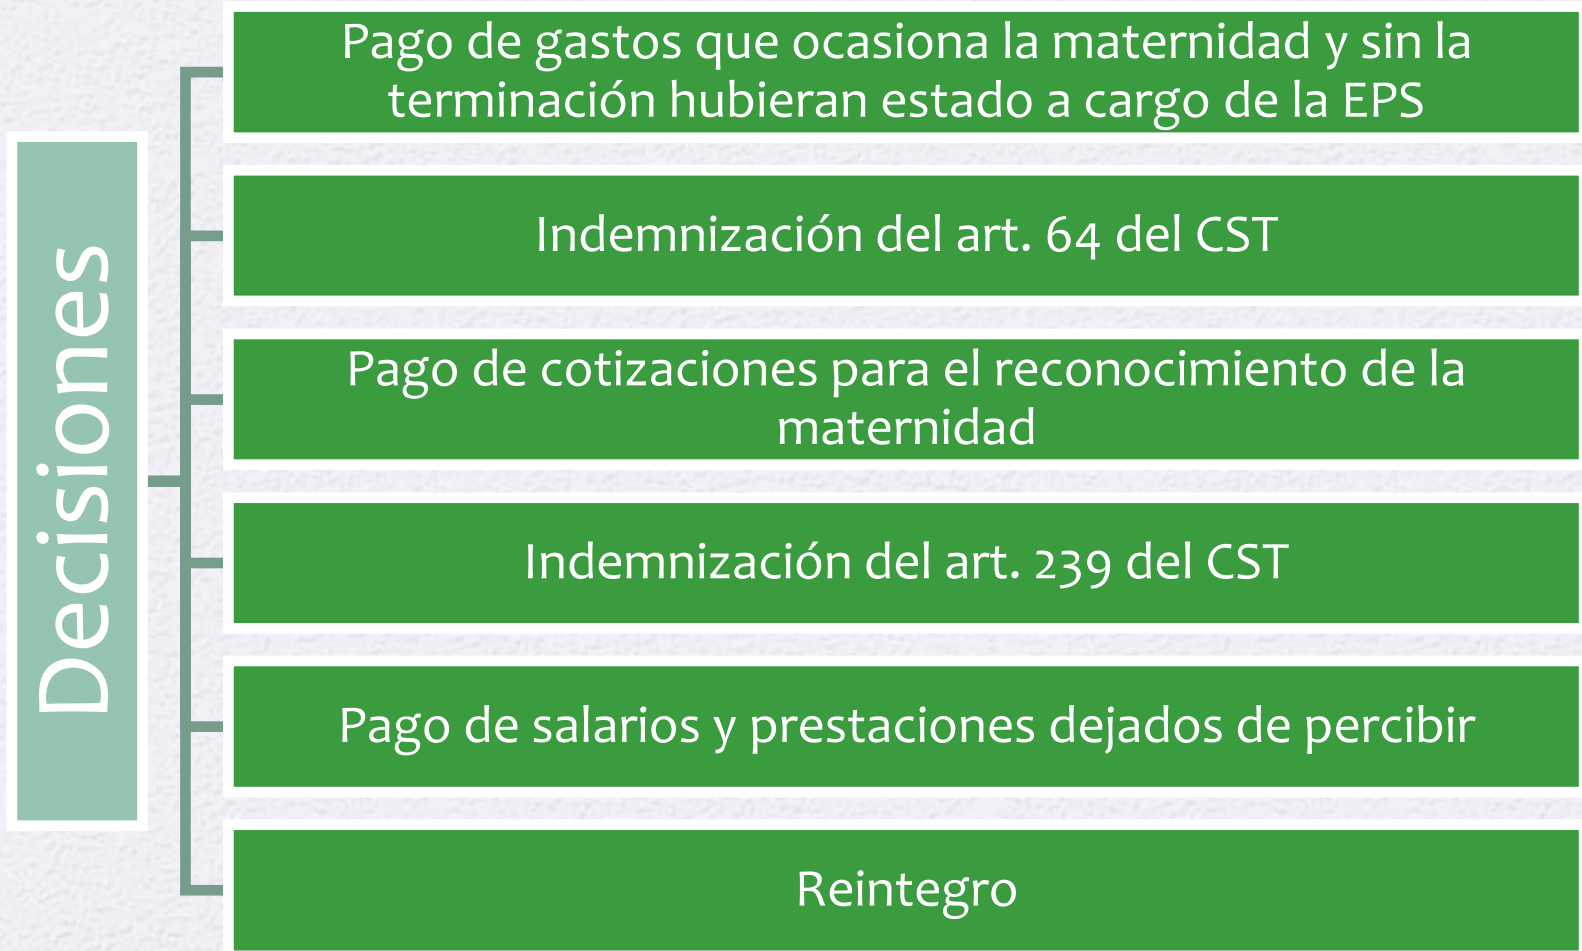 Decisiones
Pago de gastos que ocasiona la maternidad y sin la
terminación hubieran estado a cargo de la EPS
Indemnización del art. 64 del CST
Pago de cotizaciones para el reconocimiento de la
maternidad
Indemnización del art. 239 del CST
Pago de salarios y prestaciones dejados de percibir
Reintegro